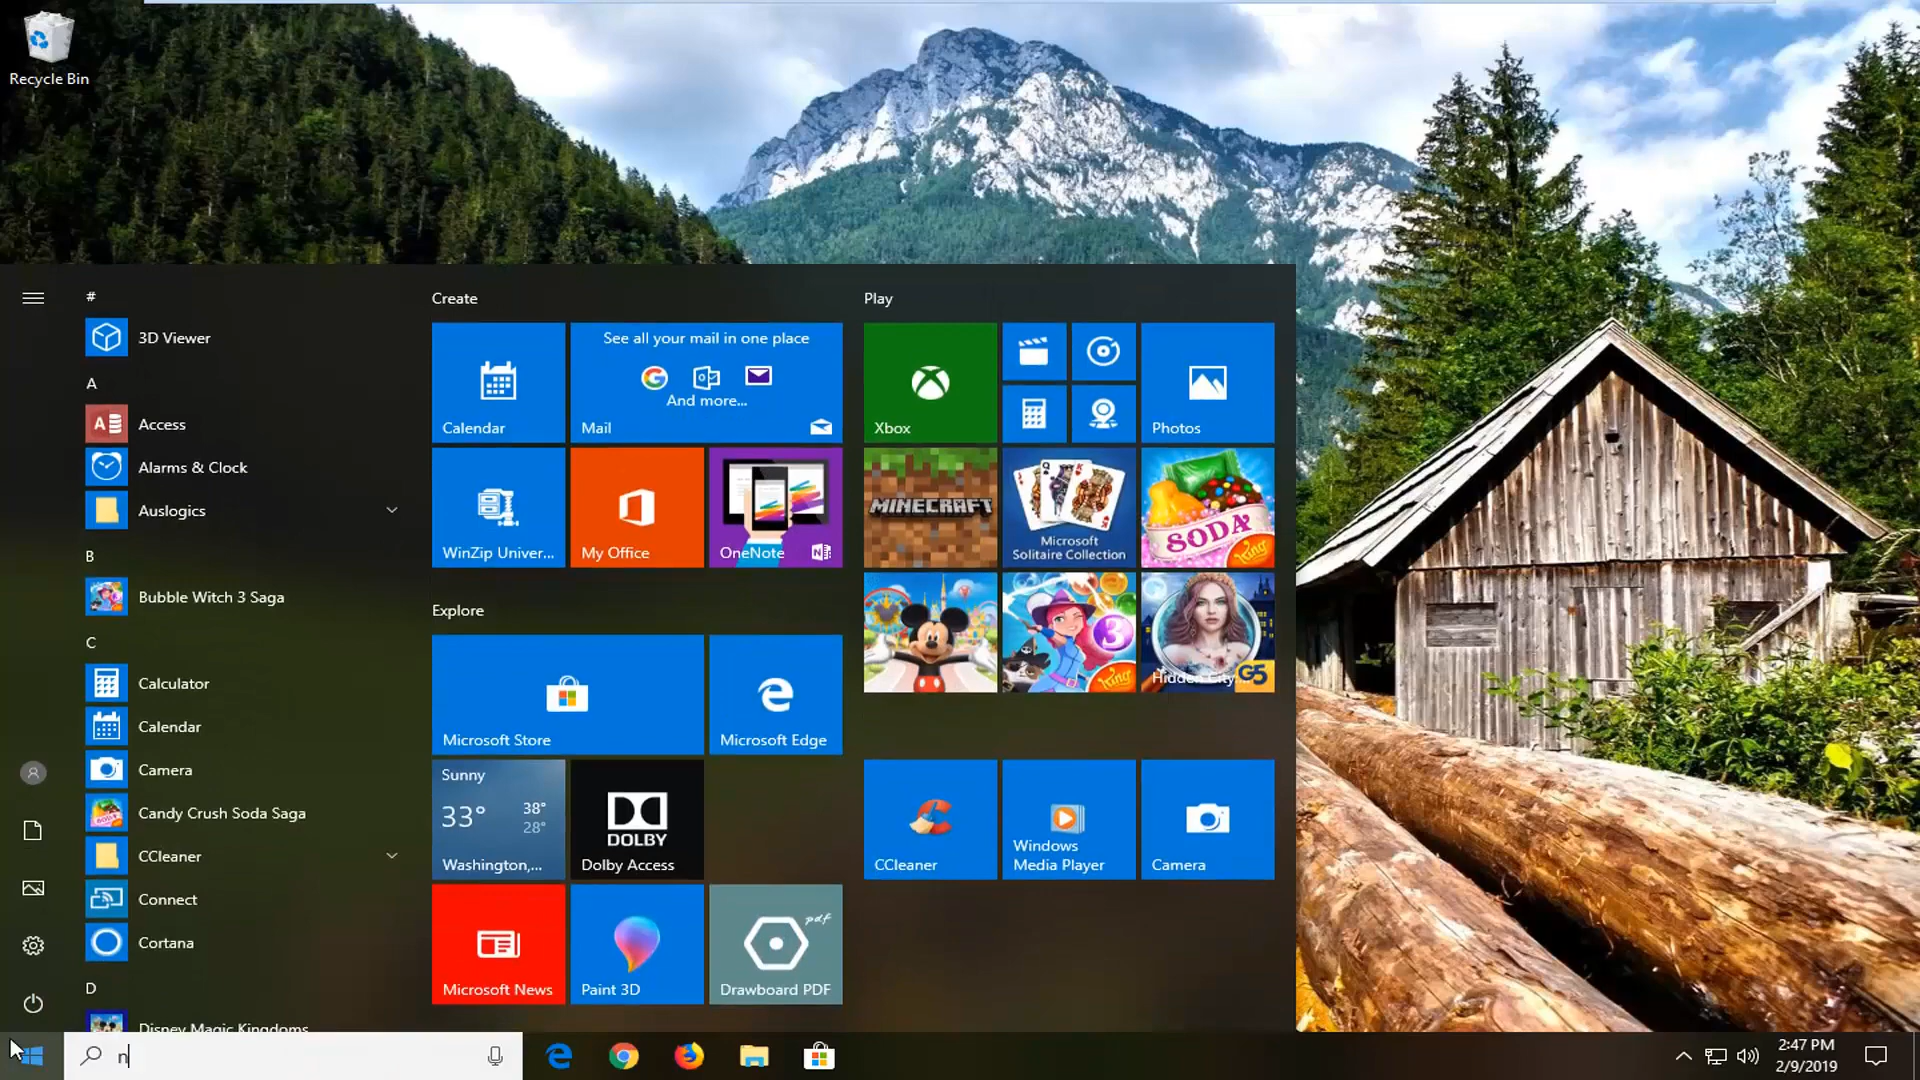 Recycle Bin
#
3D Viewer
A
Access
Alarms & Clock
Auslogics
B
Bubble Witch 3 Saga
C
Calculator
Calendar
Camera
Candy Crush Soda Saga
CCleaner
Connect
Cortana
D
Disney Magic Kingdoms
Create
Calendar
See all your mail in one place
And more...
Mail
WinZip Univer...
My Office
OneNote
Explore
Microsoft Store
Microsoft Edge
Sunny
33°
38°
28°
Washington,...
DOLBY
Dolby Access
Microsoft News
Paint 3D
pdf
Drawboard PDF
Play
Xbox
Photos
MINECRAFT
Microsoft
Solitaire Collection
SODA
King
3
King
Hidden City...
G5
CCleaner
Windows
Media Player
Camera
n
2:47 PM
2/9/2019